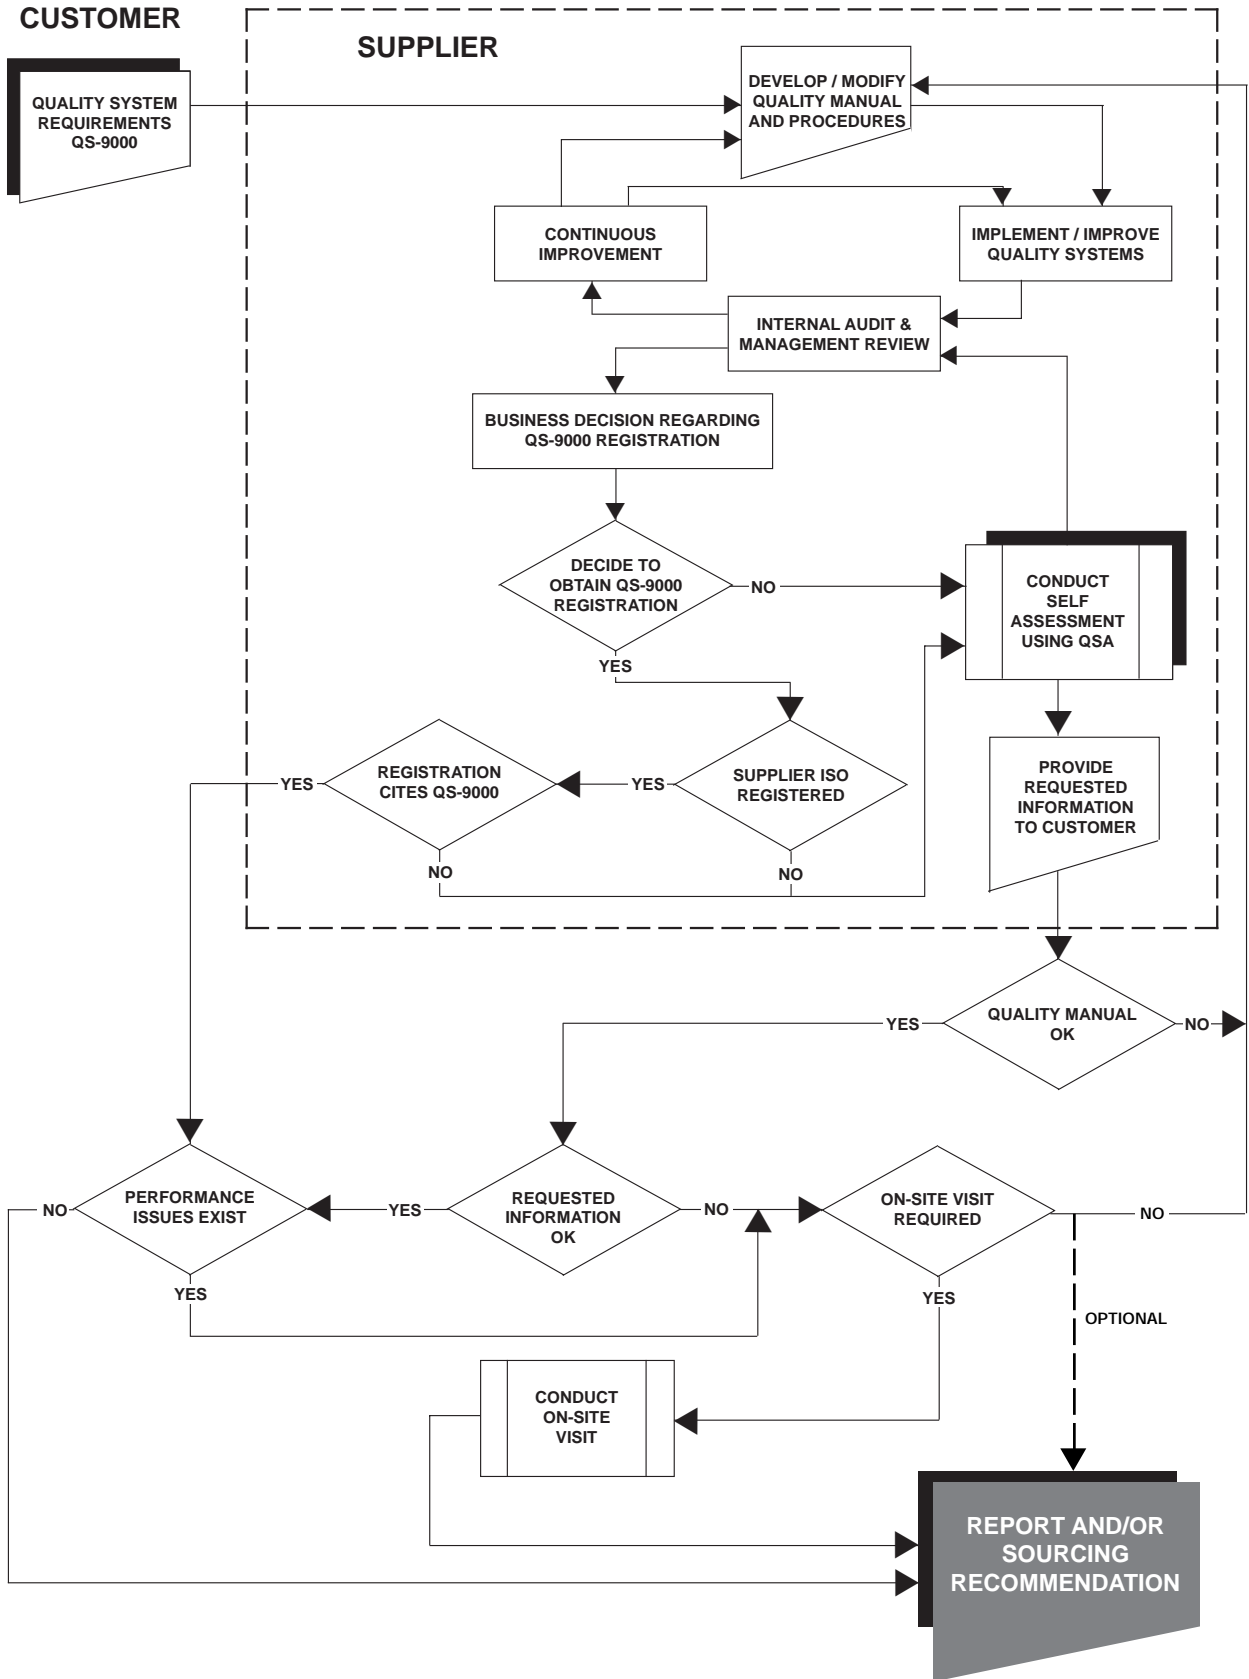 CUSTOMER
SUPPLIER
QUALITY SYSTEM
REQUIREMENTS
QS-9000
DEVELOP / MODIFY
QUALITY MANUAL
AND PROCEDURES
CONTINUOUS
IMPROVEMENT
IMPLEMENT / IMPROVE
QUALITY SYSTEMS
INTERNAL AUDIT &
MANAGEMENT REVIEW
BUSINESS DECISION REGARDING
QS-9000 REGISTRATION
DECIDE TO
OBTAIN QS-9000
REGISTRATION
NO
YES
CONDUCT
SELF
ASSESSMENT
USING QSA
YES
REGISTRATION
CITES QS-9000
YES
SUPPLIER ISO
REGISTERED
NO
NO
PROVIDE
REQUESTED
INFORMATION
TO CUSTOMER
YES
QUALITY MANUAL
OK
NO
NO
PERFORMANCE
ISSUES EXIST
YES
YES
REQUESTED
INFORMATION
OK
NO
ON-SITE VISIT
REQUIRED
NO
YES
OPTIONAL
CONDUCT
ON-SITE
VISIT
REPORT AND/OR
SOURCING
RECOMMENDATION